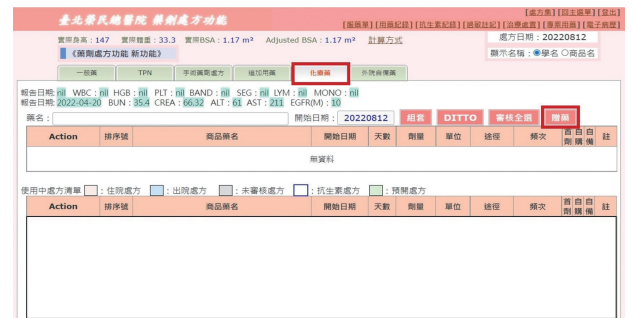 臺北榮民總醫院 藥劑處方功能
[處方集] [回主選單] [登出]
[服藥單] [用藥紀錄] [抗生素紀錄] [過敏註記] [治療處置] [專案用藥] [電子病歷]
實際身高：147 實際體重：33.3 實際BSA：1.17 m² Adjusted BSA：1.17 m² 計算方式
處方日期：20220812
《藥劑處方功能 新功能》
顯示名稱：學名 商品名
一般藥 TPN 手術藥劑處方 追加用藥 化療藥 外院自備藥
報告日期: nil WBC：nil HGB：nil PLT：nil BAND：nil SEG：nil LYM：nil MONO：nil
報告日期: 2022-04-20 BUN：35.4 CREA：66.32 ALT：61 AST：211 EGFR(M)：10
藥名： 開始日期： 20220812 組套 DITTO 審核全選 贈藥
Action 排序號 商品藥名 開始日期 天數 劑量 單位 途徑 頻次 首劑 自購 自備 註
無資料
使用中處方清單 ：住院處方 ：出院處方 ：未審核處方 ：抗生素處方 ：預開處方
Action 排序號 商品藥名 開始日期 天數 劑量 單位 途徑 頻次 首劑 自購 自備 註